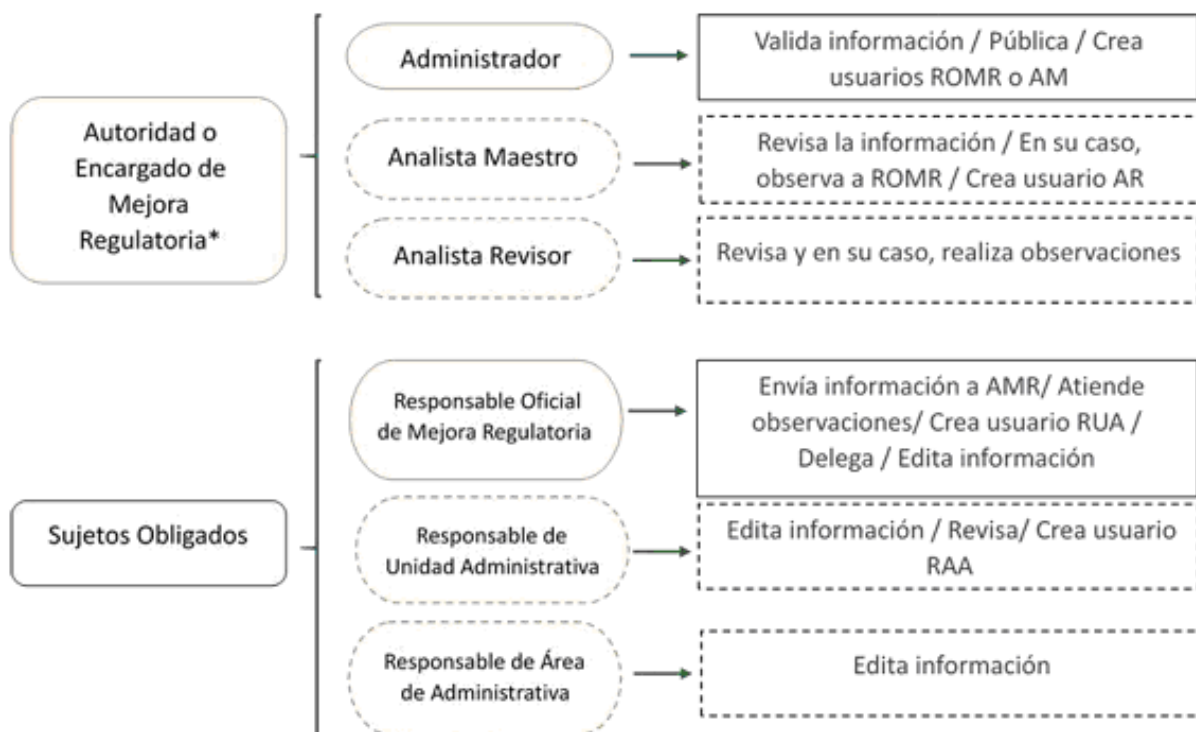 Autoridad o
Encargado de
Mejora
Regulatoria*
Administrador
Valida información / Pública / Crea
usuarios ROMR o AM
Analista Maestro
Revisa la información / En su caso,
observa a ROMR / Crea usuario AR
Analista Revisor
Revisa y en su caso, realiza observaciones
Sujetos Obligados
Responsable Oficial
de Mejora Regulatoria
Envía información a AMR/ Atiende
observaciones/ Crea usuario RUA /
Delega / Edita información
Responsable de
Unidad Administrativa
Edita información / Revisa/ Crea usuario
RAA
Responsable de Área
de Administrativa
Edita información